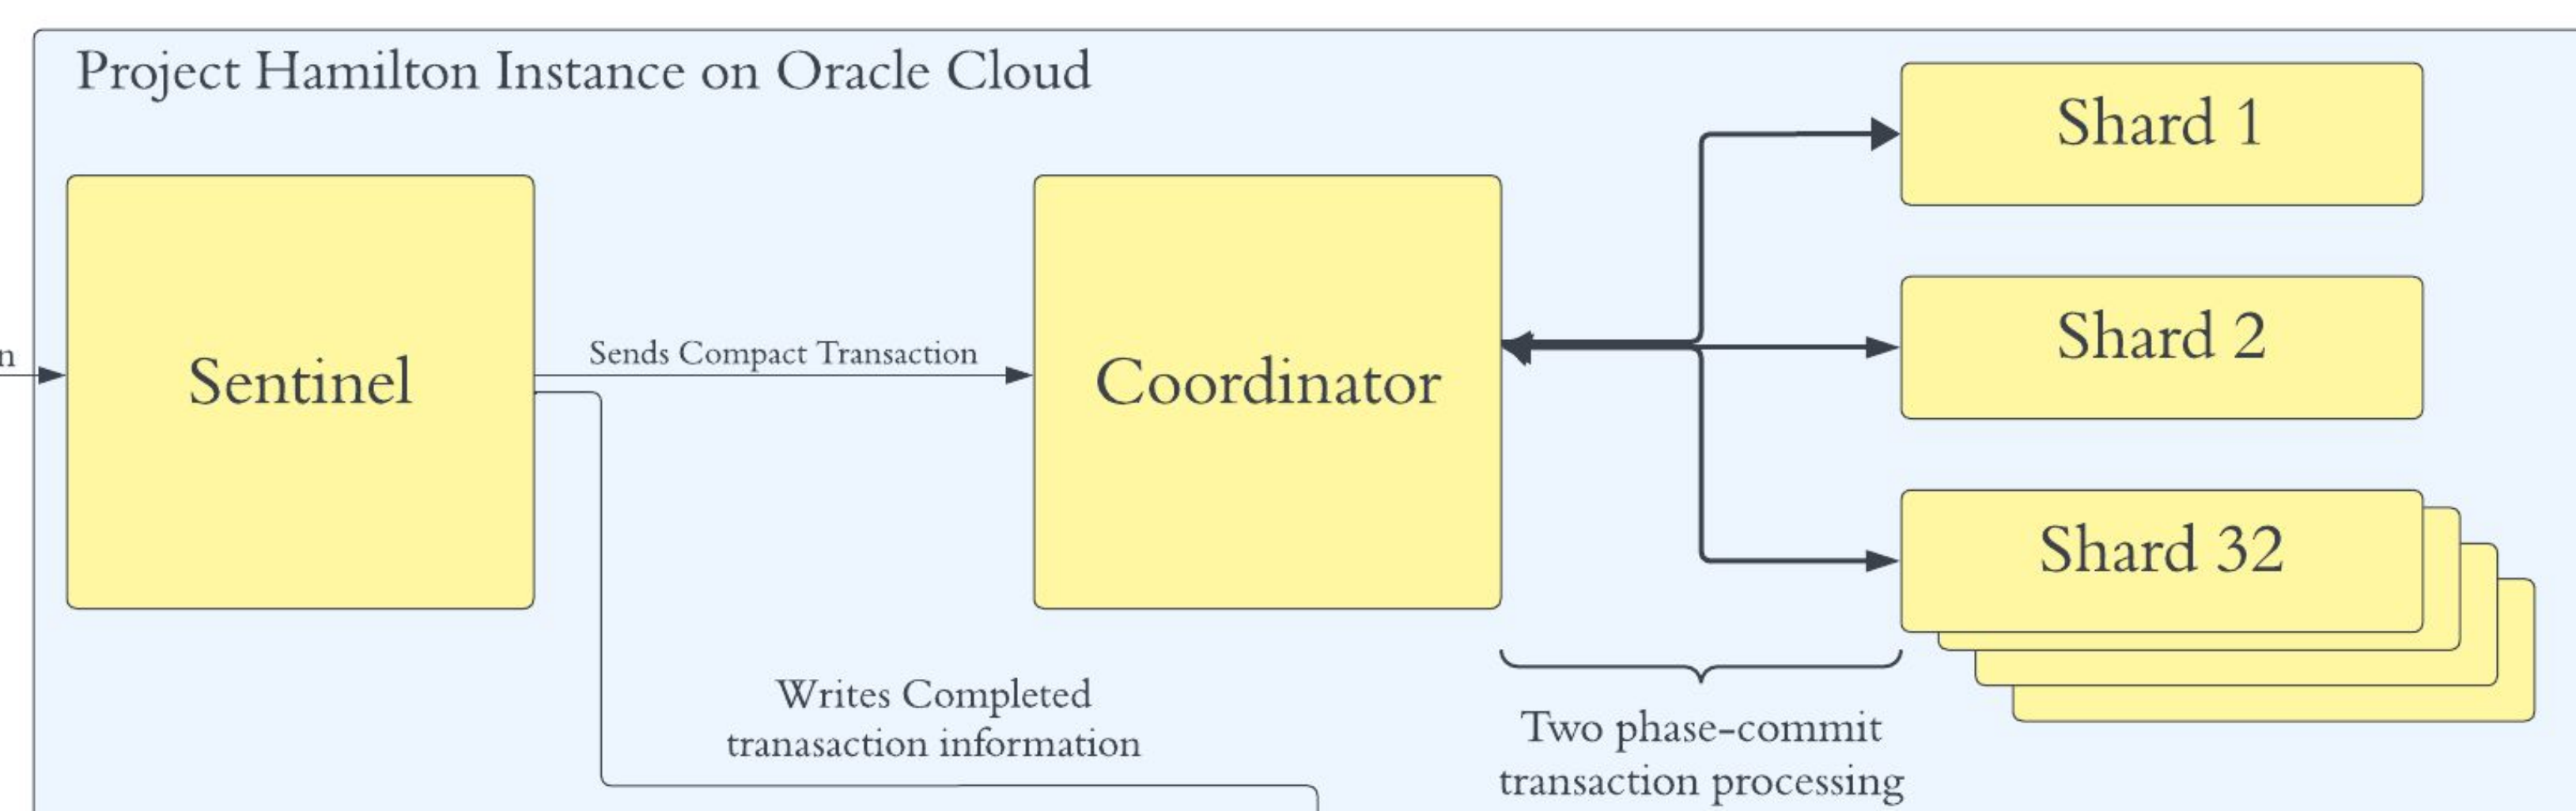 Project Hamilton Instance on Oracle Cloud
Shard 1
Shard 2
n
Sends Compact Transaction
Sentinel
Coordinator
Shard 32
Writes Completed
tranasaction information
Two phase-commit
transaction processing